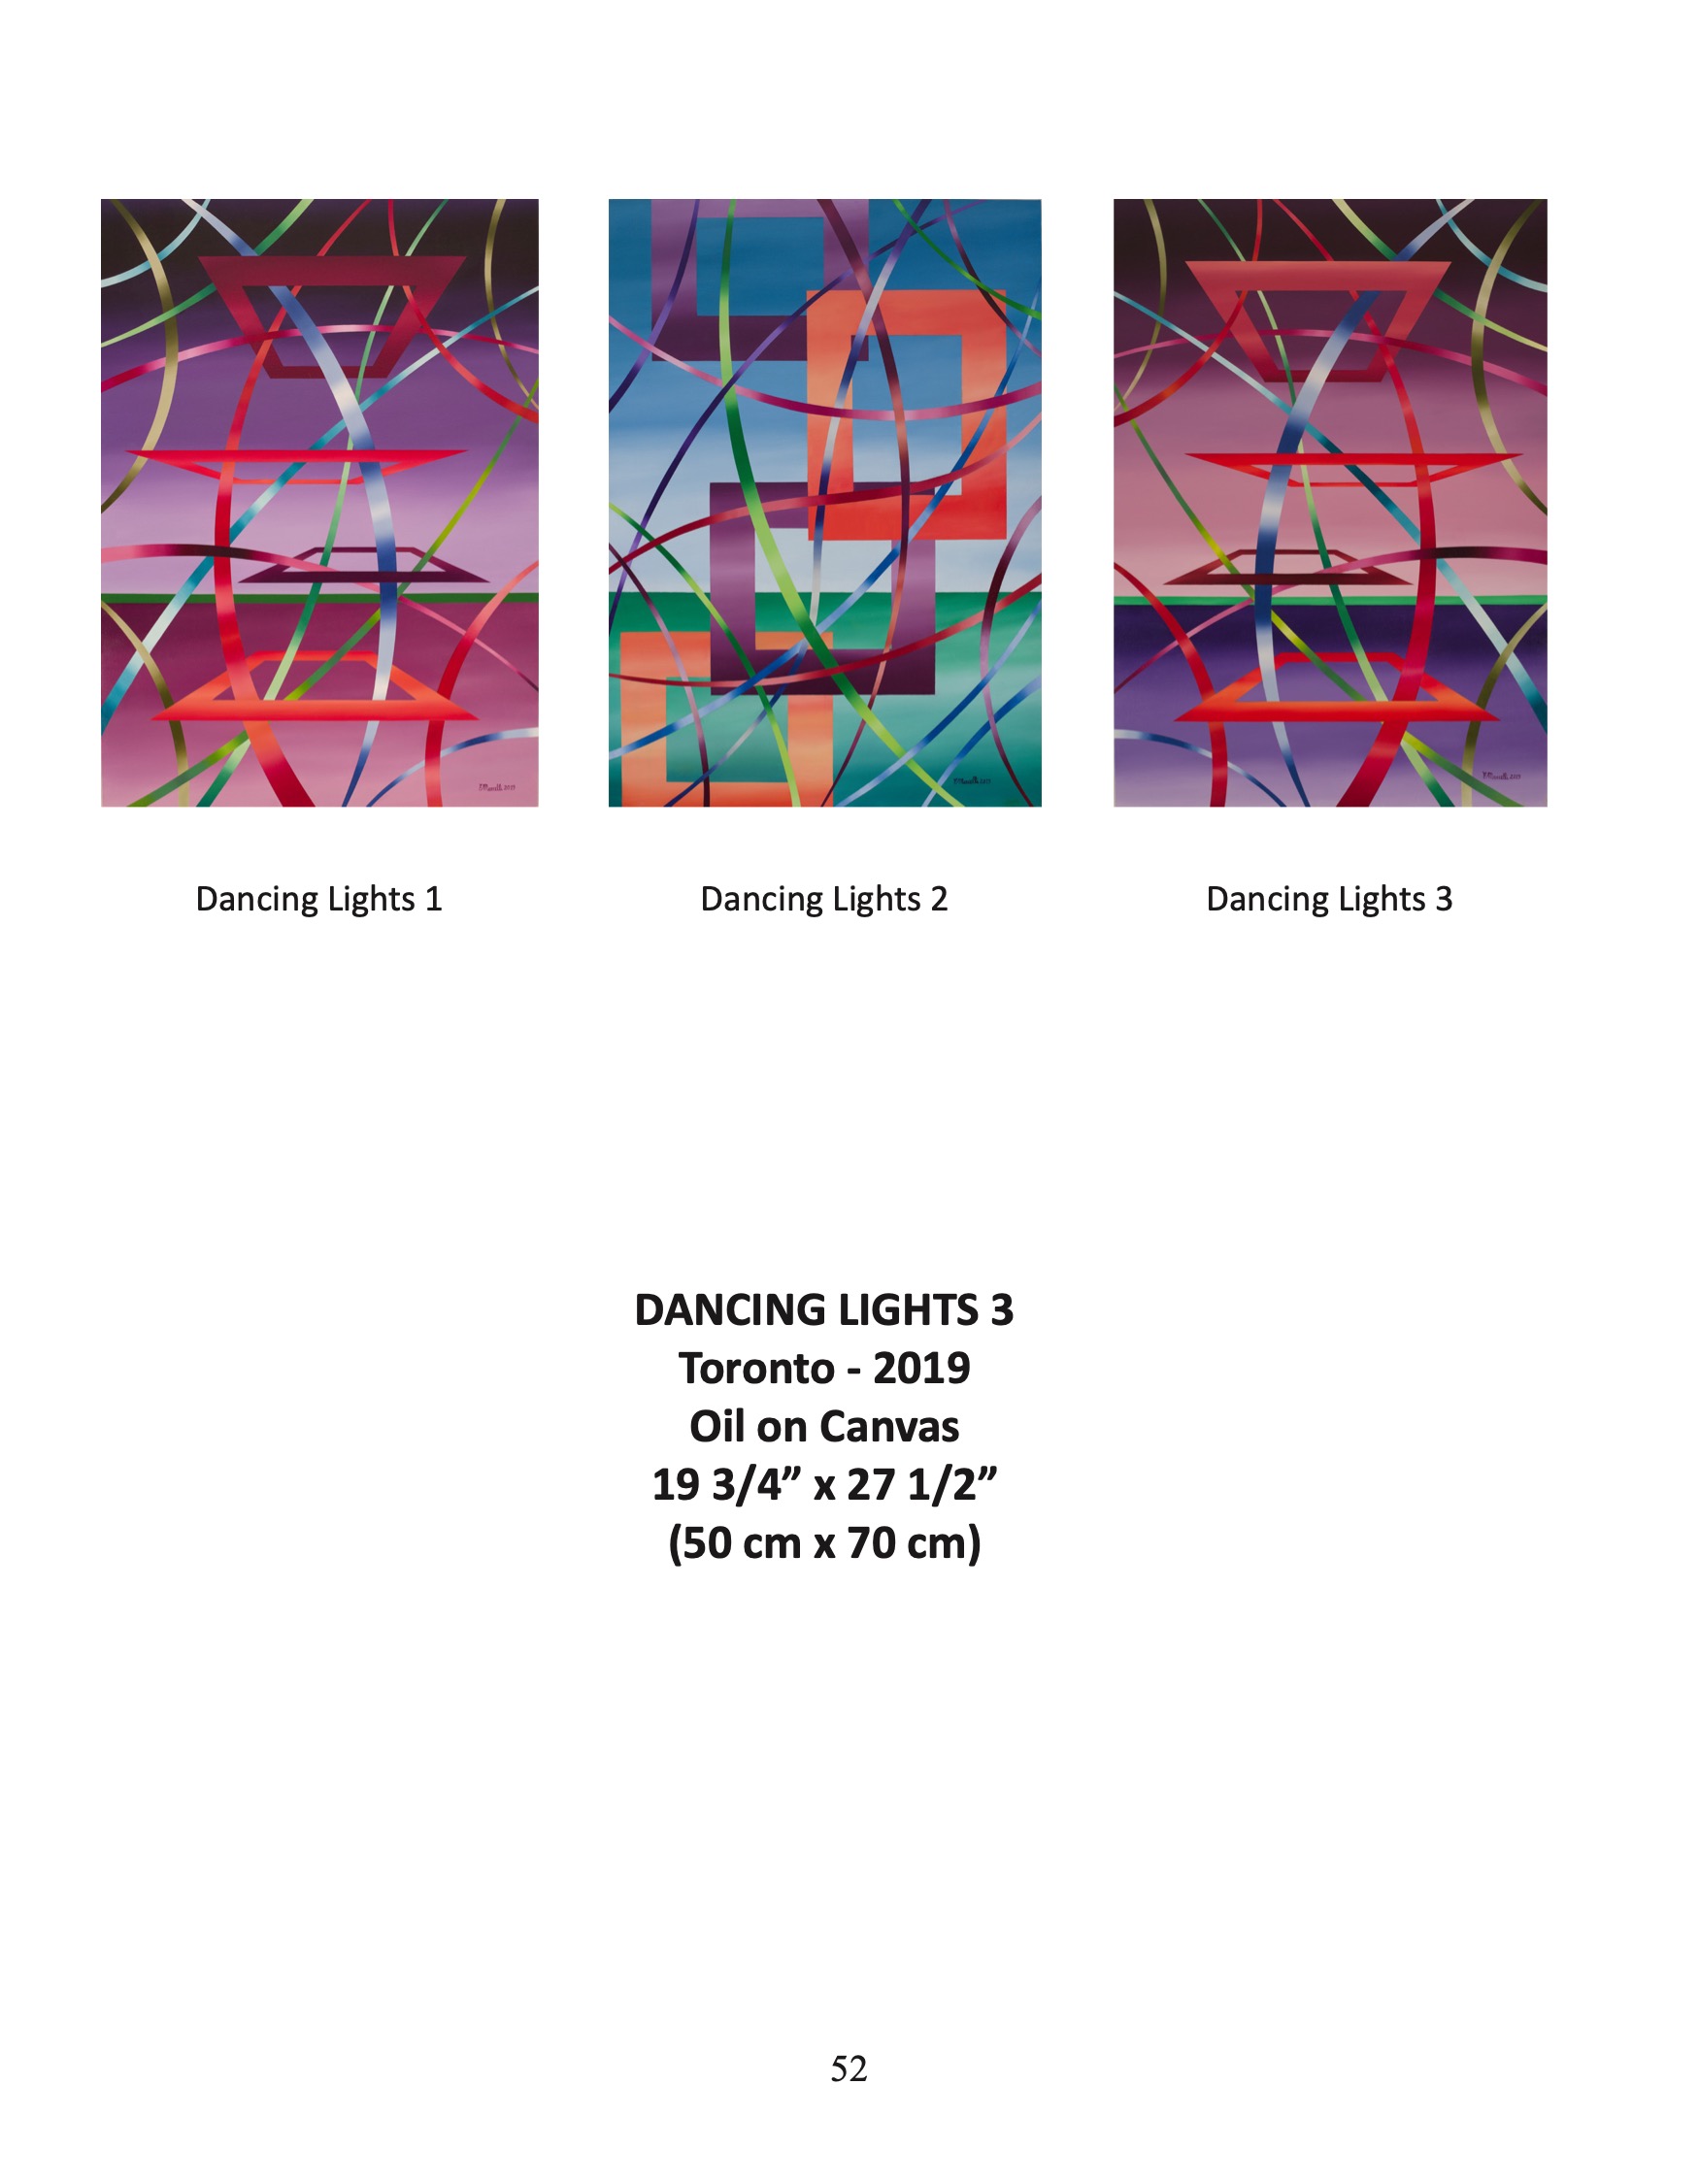 Dancing Lights 1
Dancing Lights 2
Dancing Lights 3
DANCING LIGHTS 3
Toronto - 2019
Oil on Canvas
19 3/4” x 27 1/2”
(50 cm x 70 cm)
52